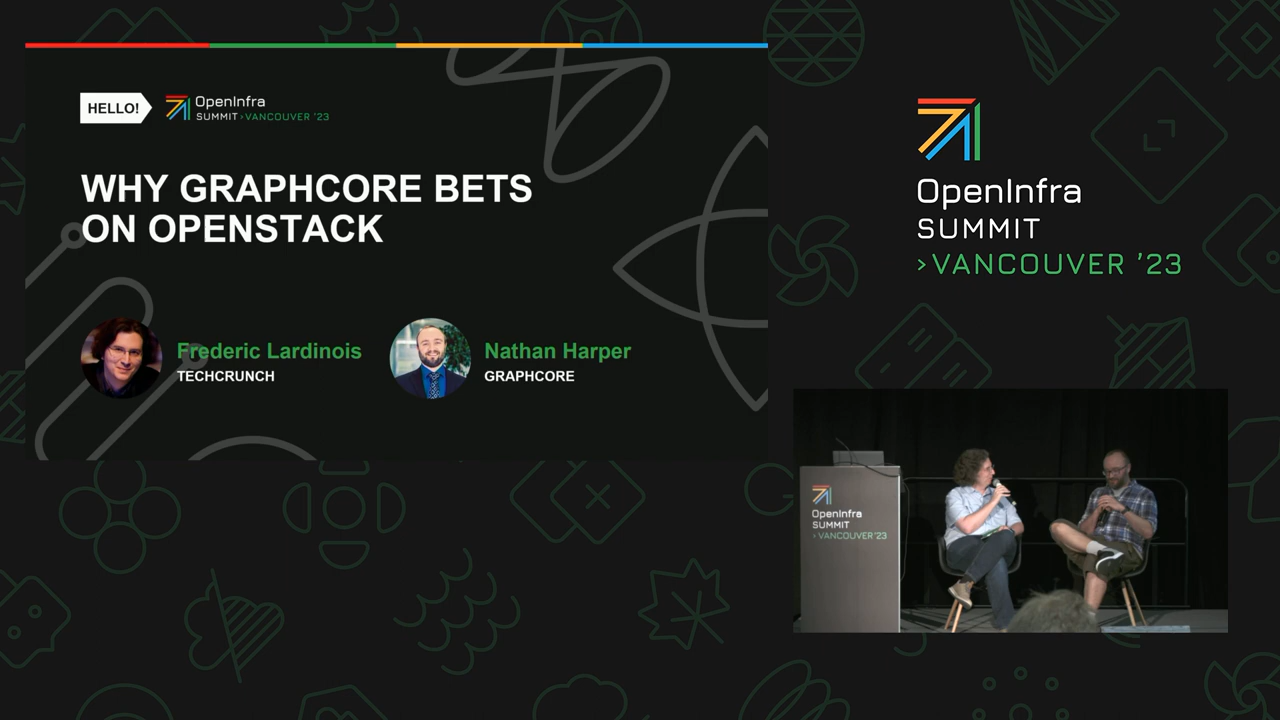 HELLO!
OpenInfra
SUMMIT›VANCOUVER '23
WHY GRAPHCORE BETS
ON OPENSTACK
Frederic Lardinois
TECHCRUNCH
Nathan Harper
GRAPHCORE
OpenInfra
SUMMIT
›VANCOUVER '23
OpenInfra
SUMMIT
›VANCOUVER '23